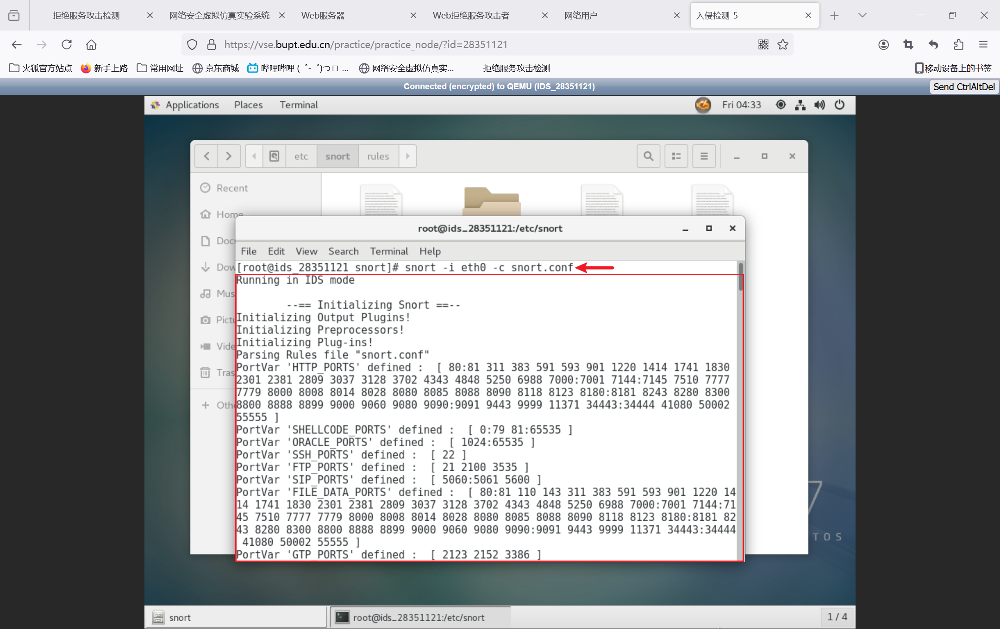 拒绝服务攻击检测
网络安全虚拟仿真实验系统
Web服务器
Web拒绝服务攻击者
网络用户
入侵检测-5
https://vse.bupt.edu.cn/practice/practice_node/?id=28351121
火狐官方站点
新手上路
常用网址
京东商城
哔哩哔哩 ( ゜- ゜)つロ ...
网络安全虚拟仿真实...
拒绝服务攻击检测
移动设备上的书签
Connected (encrypted) to QEMU (IDS_28351121)
Send CtrlAltDel
Applications Places Terminal
Fri 04:33
etc snort rules
Recent
Home
Doc
Dow
Mus
Pictu
Vide
Tras
Othe
root@ids_28351121:/etc/snort
File Edit View Search Terminal Help
[root@ids_28351121 snort]# snort -i eth0 -c snort.conf
Running in IDS mode
--== Initializing Snort ==--
Initializing Output Plugins!
Initializing Preprocessors!
Initializing Plug-ins!
Parsing Rules file "snort.conf"
PortVar 'HTTP_PORTS' defined :  [ 80:81 311 383 591 593 901 1220 1414 1741 1830
2301 2381 2809 3037 3128 3702 4343 4848 5250 6988 7000:7001 7144:7145 7510 7777
7779 8000 8008 8014 8028 8080 8085 8088 8090 8118 8123 8180:8181 8243 8280 8300
8800 8888 8899 9000 9060 9080 9090:9091 9443 9999 11371 34443:34444 41080 50002
55555 ]
PortVar 'SHELLCODE_PORTS' defined :  [ 0:79 81:65535 ]
PortVar 'ORACLE_PORTS' defined :  [ 1024:65535 ]
PortVar 'SSH_PORTS' defined :  [ 22 ]
PortVar 'FTP_PORTS' defined :  [ 21 2100 3535 ]
PortVar 'SIP_PORTS' defined :  [ 5060:5061 5600 ]
PortVar 'FILE_DATA_PORTS' defined :  [ 80:81 110 143 311 383 591 593 901 1220 14
14 1741 1830 2301 2381 2809 3037 3128 3702 4343 4848 5250 6988 7000:7001 7144:71
45 7510 7777 7779 8000 8008 8014 8028 8080 8085 8088 8090 8118 8123 8180:8181 82
43 8280 8300 8800 8888 8899 9000 9060 9080 9090:9091 9443 9999 11371 34443:34444
41080 50002 55555 ]
PortVar 'GTP_PORTS' defined :  [ 2123 2152 3386 ]
7
TOS
snort
root@ids_28351121:/etc/snort
1 / 4